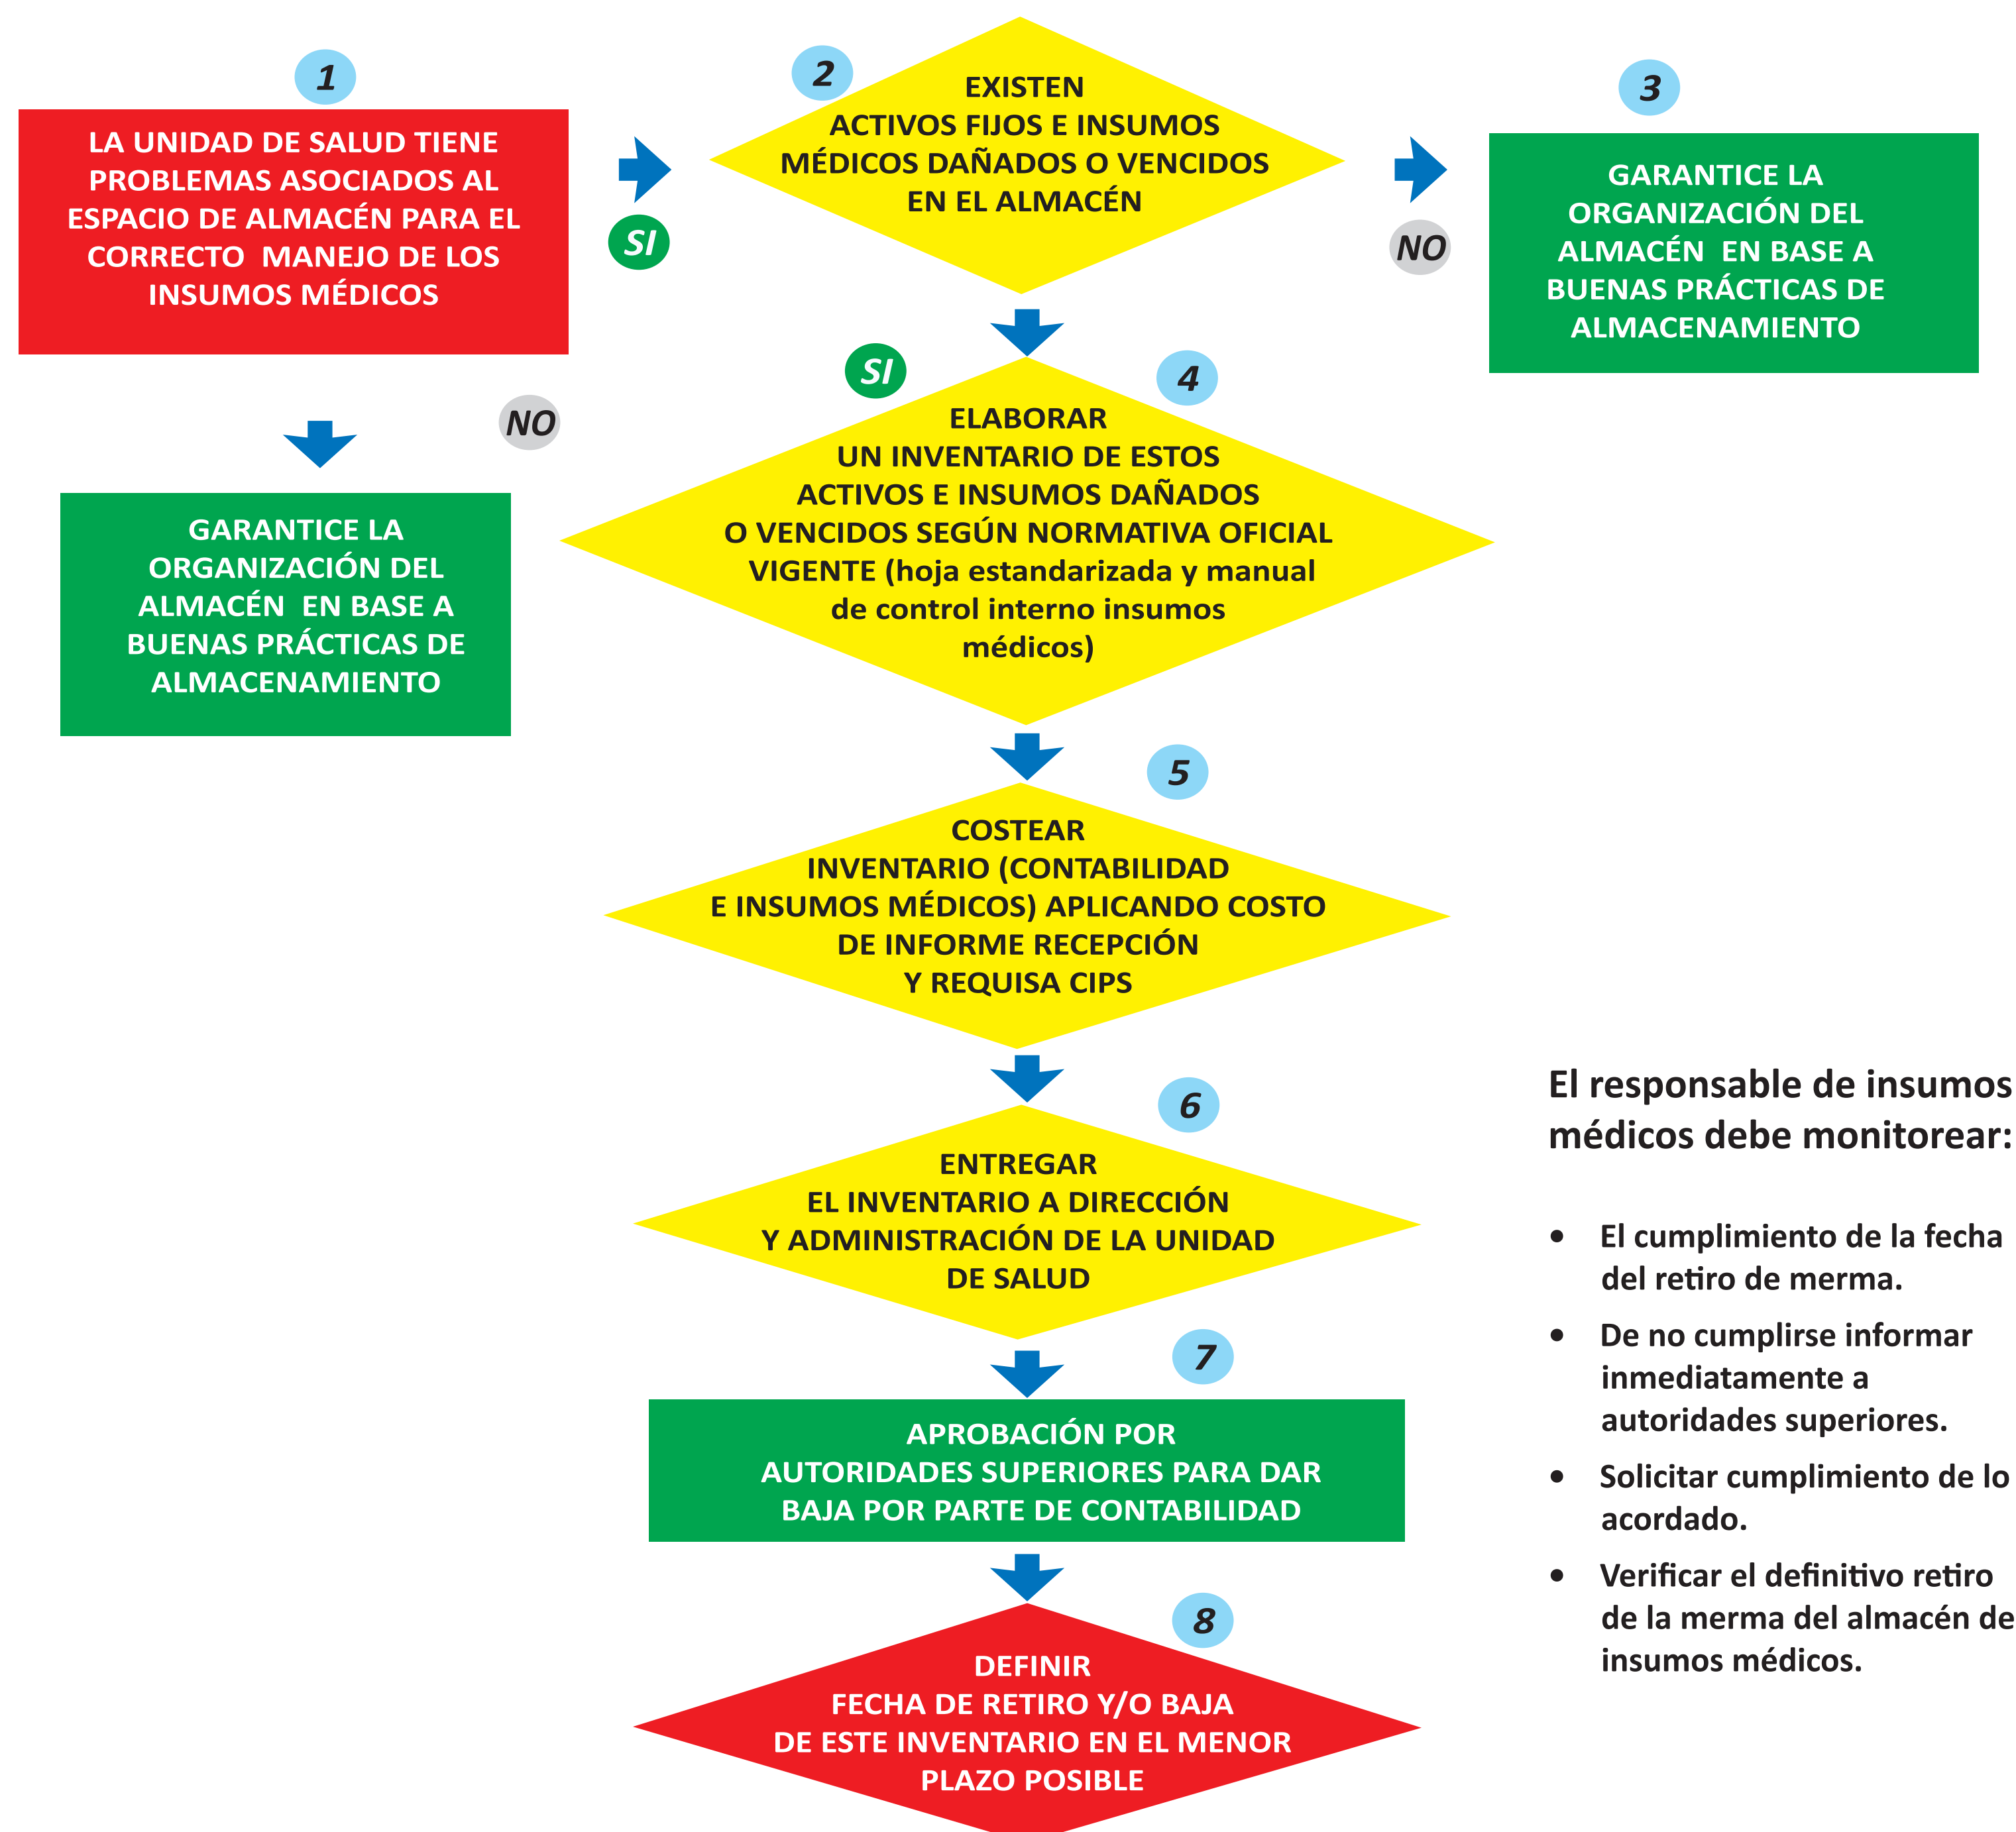 1
LA UNIDAD DE SALUD TIENE
PROBLEMAS ASOCIADOS AL
ESPACIO DE ALMACÉN PARA EL
CORRECTO MANEJO DE LOS
INSUMOS MÉDICOS
SI
2
EXISTEN
ACTIVOS FIJOS E INSUMOS
MÉDICOS DAÑADOS O VENCIDOS
EN EL ALMACÉN
NO
3
GARANTICE LA
ORGANIZACIÓN DEL
ALMACÉN EN BASE A
BUENAS PRÁCTICAS DE
ALMACENAMIENTO
NO
GARANTICE LA
ORGANIZACIÓN DEL
ALMACÉN EN BASE A
BUENAS PRÁCTICAS DE
ALMACENAMIENTO
SI
4
ELABORAR
UN INVENTARIO DE ESTOS
ACTIVOS E INSUMOS DAÑADOS
O VENCIDOS SEGÚN NORMATIVA OFICIAL
VIGENTE (hoja estandarizada y manual
de control interno insumos
médicos)
5
COSTEAR
INVENTARIO (CONTABILIDAD
E INSUMOS MÉDICOS) APLICANDO COSTO
DE INFORME RECEPCIÓN
Y REQUISA CIPS
6
ENTREGAR
EL INVENTARIO A DIRECCIÓN
Y ADMINISTRACIÓN DE LA UNIDAD
DE SALUD
7
APROBACIÓN POR
AUTORIDADES SUPERIORES PARA DAR
BAJA POR PARTE DE CONTABILIDAD
8
DEFINIR
FECHA DE RETIRO Y/O BAJA
DE ESTE INVENTARIO EN EL MENOR
PLAZO POSIBLE
El responsable de insumos
médicos debe monitorear:
• El cumplimiento de la fecha
del retiro de merma.
• De no cumplirse informar
inmediatamente a
autoridades superiores.
• Solicitar cumplimiento de lo
acordado.
• Verificar el definitivo retiro
de la merma del almacén de
insumos médicos.